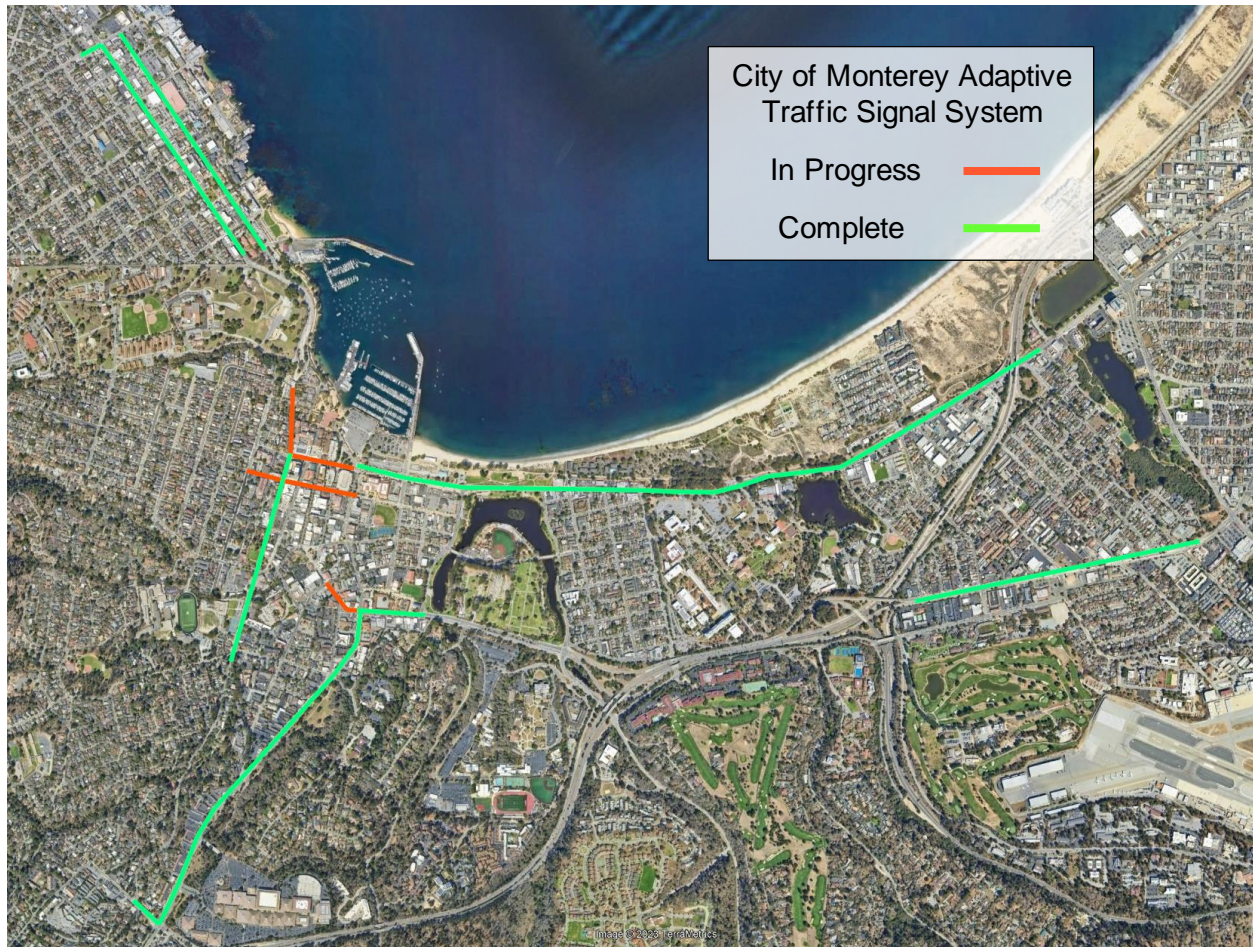 City of Monterey Adaptive
Traffic Signal System
In Progress
Complete
Image © 2023 TerraMetrics